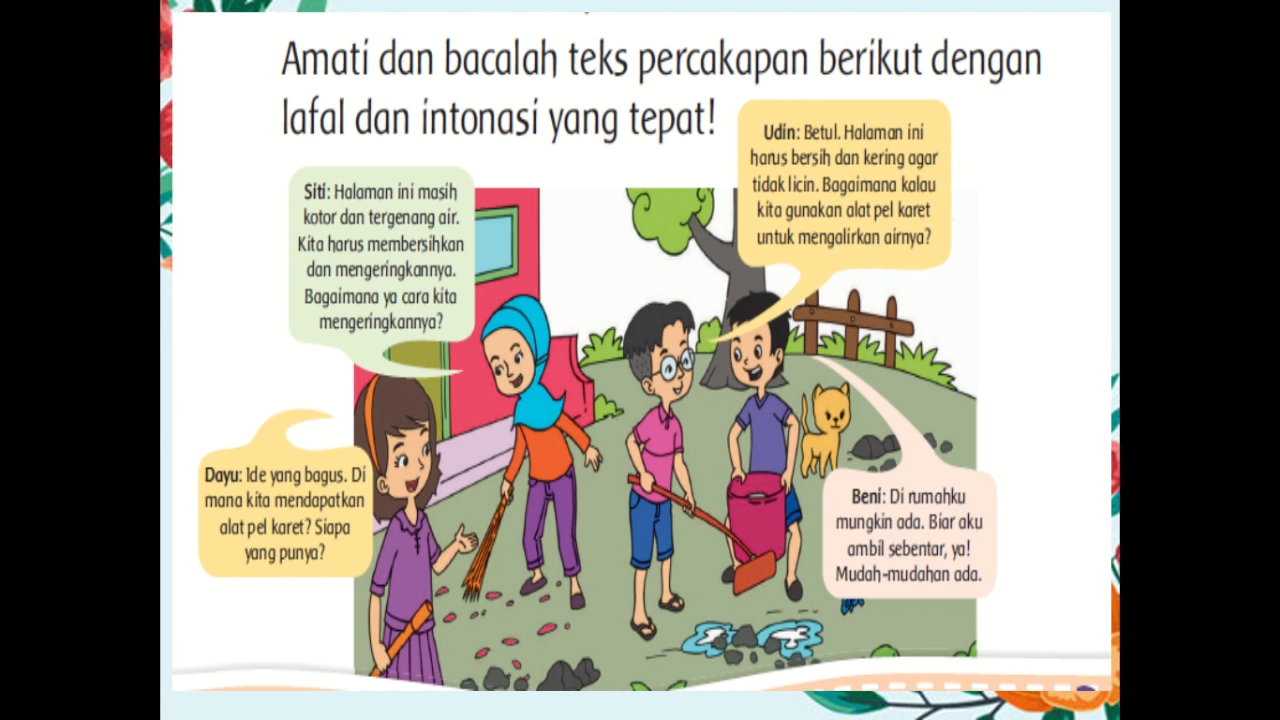 Amati dan bacalah teks percakapan berikut dengan
lafal dan intonasi yang tepat!
Siti: Halaman ini masih
kotor dan tergenang air.
Kita harus membersihkan
dan mengeringkannya.
Bagaimana ya cara kita
mengeringkannya?
Udin: Betul. Halaman ini
harus bersih dan kering agar
tidak licin. Bagaimana kalau
kita gunakan alat pel karet
untuk mengalirkan airnya?
Dayu: Ide yang bagus. Di
mana kita mendapatkan
alat pel karet? Siapa
yang punya?
Beni: Di rumahku
mungkin ada. Biar aku
ambil sebentar, ya!
Mudah-mudahan ada.